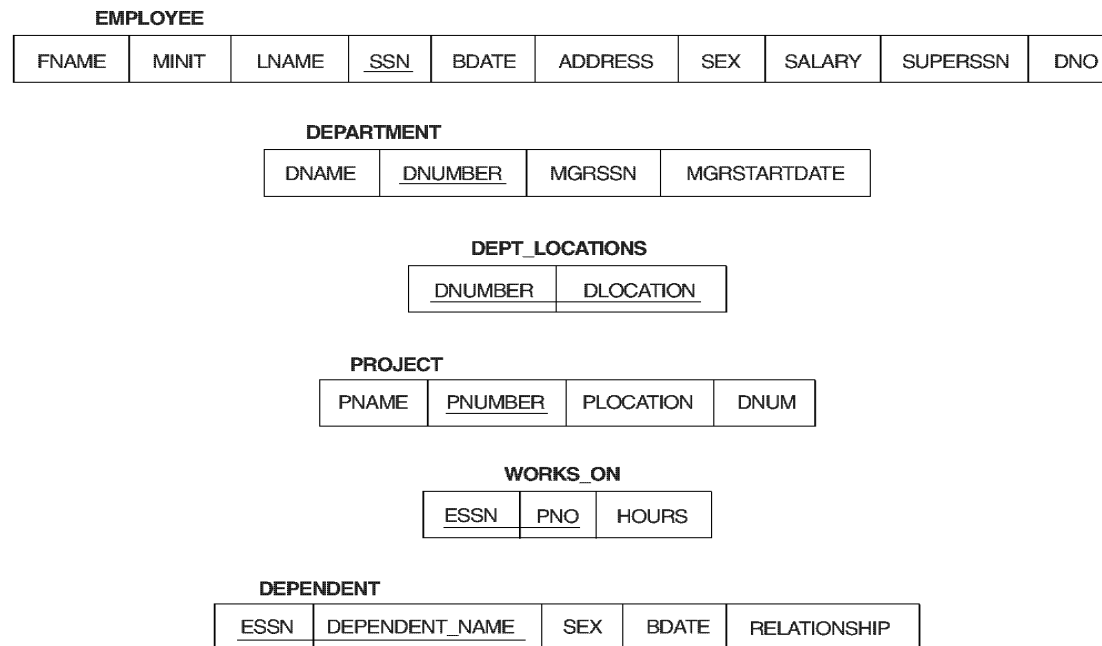 EMPLOYEE
FNAME MINIT LNAME SSN BDATE ADDRESS SEX SALARY SUPERSSN DNO
DEPARTMENT
DNAME DNUMBER MGRSSN MGRSTARTDATE
DEPT_LOCATIONS
DNUMBER DLOCATION
PROJECT
PNAME PNUMBER PLOCATION DNUM
WORKS_ON
ESSN PNO HOURS
DEPENDENT
ESSN DEPENDENT_NAME SEX BDATE RELATIONSHIP